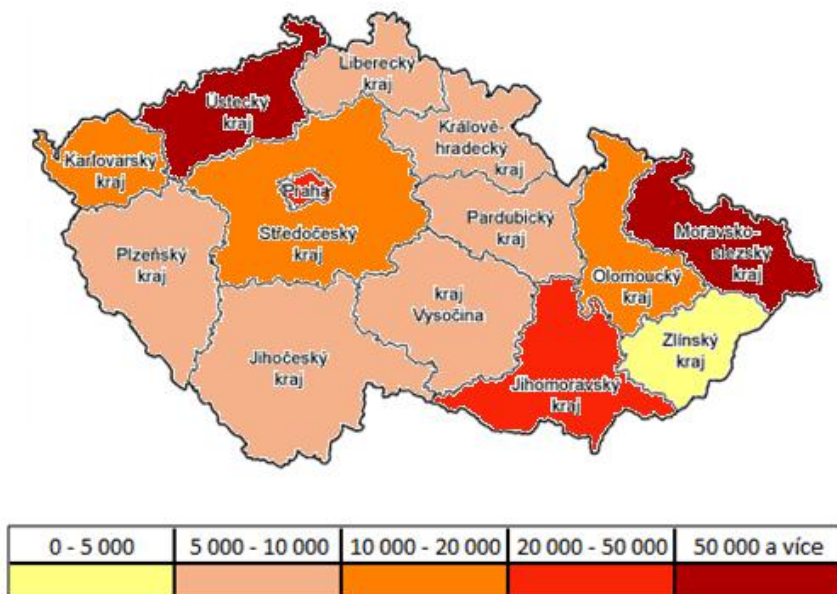 Liberecký
kraj
Ústecký
kraj
Králově-
hradecký
kraj
Karlovarský
kraj
Praha
Středočeský
kraj
Pardubický
kraj
Moravsko-
slezský
kraj
Plzeňský
kraj
Olomoucký
kraj
kraj
Vysočina
Zlínský
kraj
Jihočeský
kraj
Jihomoravský
kraj
0 - 5 000
5 000 - 10 000
10 000 - 20 000
20 000 - 50 000
50 000 a více